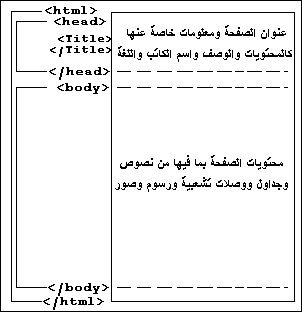 <html>
<head>
عنوان الصفحة ومعلومات خاصة عنها
<Title>
</Title>
كالمحتويات والوصف واسم الكاتب واللغة
</head>
<body>
محتويات الصفحة بما فيها من نصوص
وجداول ووصلات تشعبية ورسوم وصور
</body>
</html>